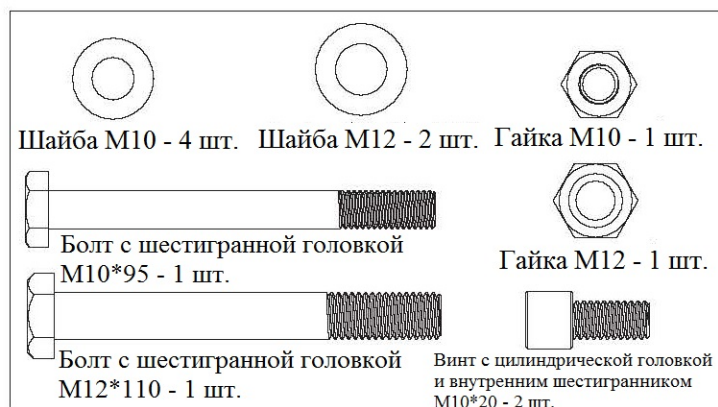 Шайба М10 - 4 шт.
Шайба М12 - 2 шт.
Гайка М10 - 1 шт.
Болт с шестигранной головкой
М10*95 - 1 шт.
Гайка М12 - 1 шт.
Болт с шестигранной головкой
М12*110 - 1 шт.
Винт с цилиндрической головкой
и внутренним шестигранником
М10*20 - 2 шт.